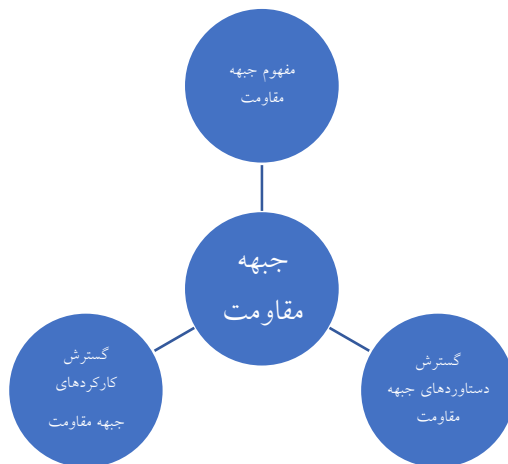 مفهوم جبهه
مقاومت
جبهه
مقاومت
گسترش
دستاوردهای جبهه
مقاومت
گسترش
کارکردهای
جبهه مقاومت